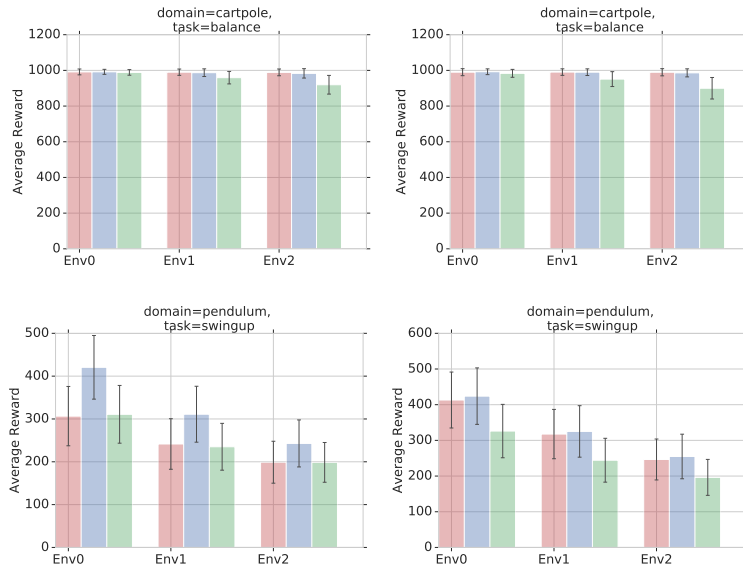 domain=cartpole,
task=balance
1200
1000
800
600
400
200
0
Average Reward
Env0 Env1 Env2
domain=cartpole,
task=balance
1200
1000
800
600
400
200
0
Average Reward
Env0 Env1 Env2
domain=pendulum,
task=swingup
500
400
300
200
100
0
Average Reward
Env0 Env1 Env2
domain=pendulum,
task=swingup
600
500
400
300
200
100
0
Average Reward
Env0 Env1 Env2